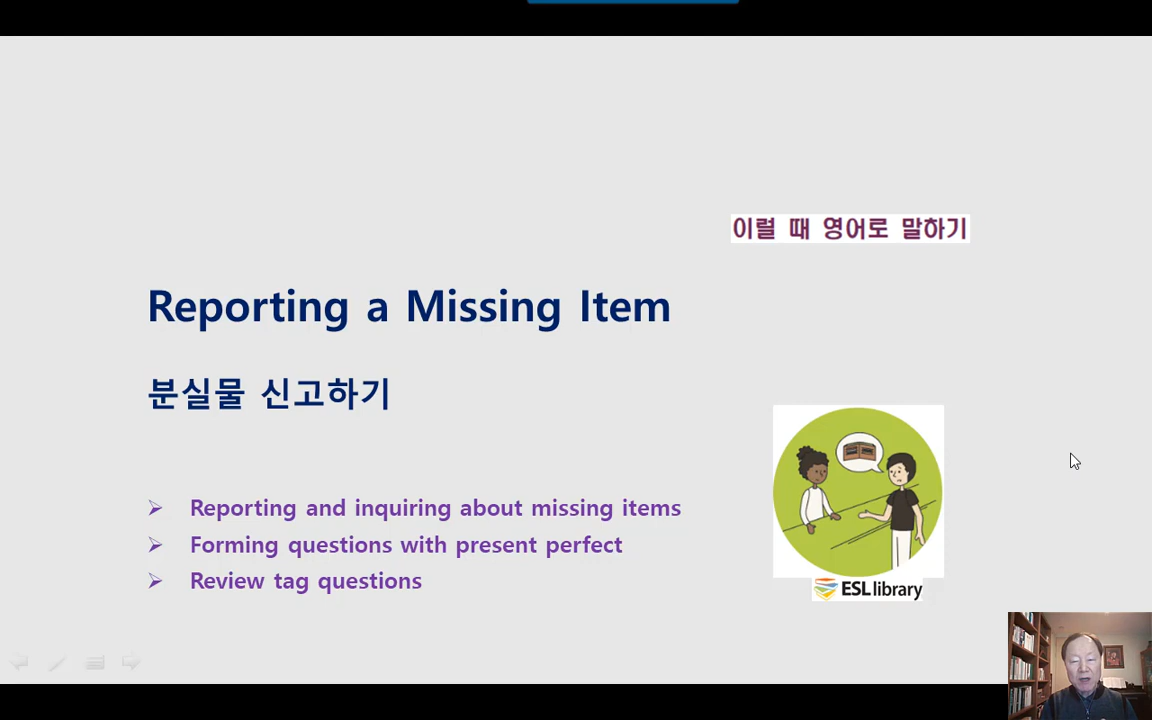 이럴 때 영어로 말하기
Reporting a Missing Item
분실물 신고하기
Reporting and inquiring about missing items
Forming questions with present perfect
Review tag questions
ESL library